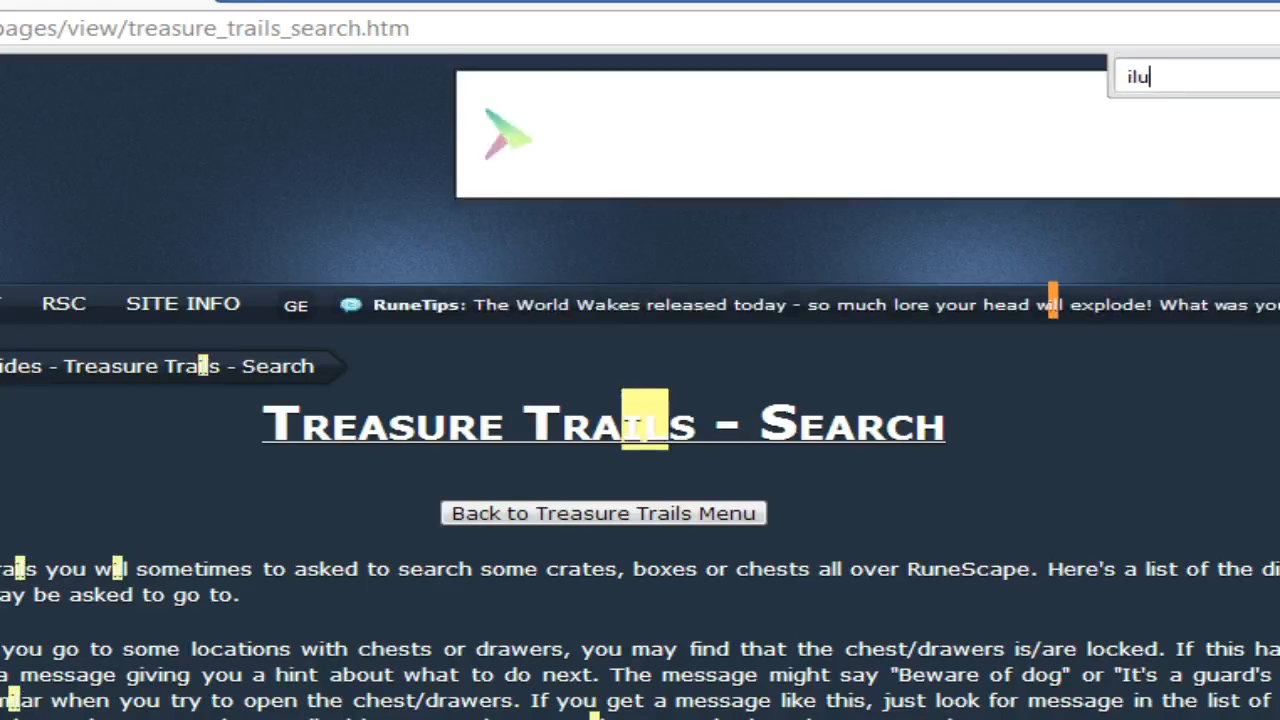 pages/view/treasure_trails_search.htm
ilu
RSC SITE INFO GE RuneTips: The World Wakes released today - so much lore your head will explode! What was you
ides - Treasure Trails - Search
Treasure Trails - Search
Back to Treasure Trails Menu
rails you will sometimes to asked to search some crates, boxes or chests all over RuneScape. Here's a list of the di
ay be asked to go to.
you go to some locations with chests or drawers, you may find that the chest/drawers is/are locked. If this ha
a message giving you a hint about what to do next. The message might say "Beware of dog" or "It's a guard's
milar when you try to open the chest/drawers. If you get a message like this, just look for message in the list of